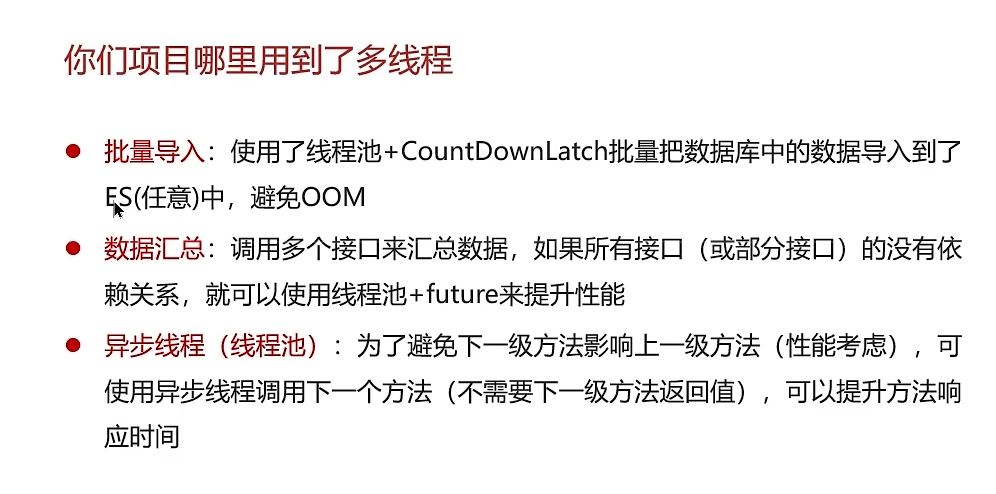 你们项目哪里用到了多线程
批量导入：使用了线程池+CountDownLatch批量把数据库中的数据导入到了
ES(任意)中，避免OOM
数据汇总：调用多个接口来汇总数据，如果所有接口（或部分接口）的没有依
赖关系，就可以使用线程池+future来提升性能
异步线程（线程池）：为了避免下一级方法影响上一级方法（性能考虑），可
使用异步线程调用下一个方法（不需要下一级方法返回值），可以提升方法响
应时间